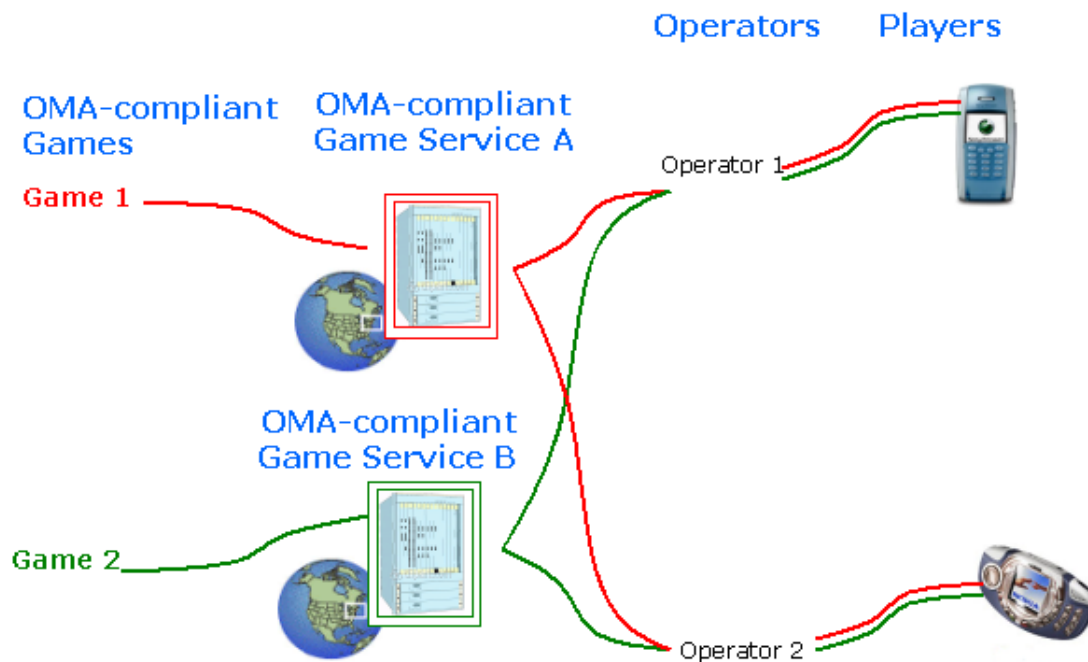 Operators
Players
OMA-compliant
Games
OMA-compliant
Game Service A
Operator 1
Game 1
OMA-compliant
Game Service B
Game 2
Operator 2